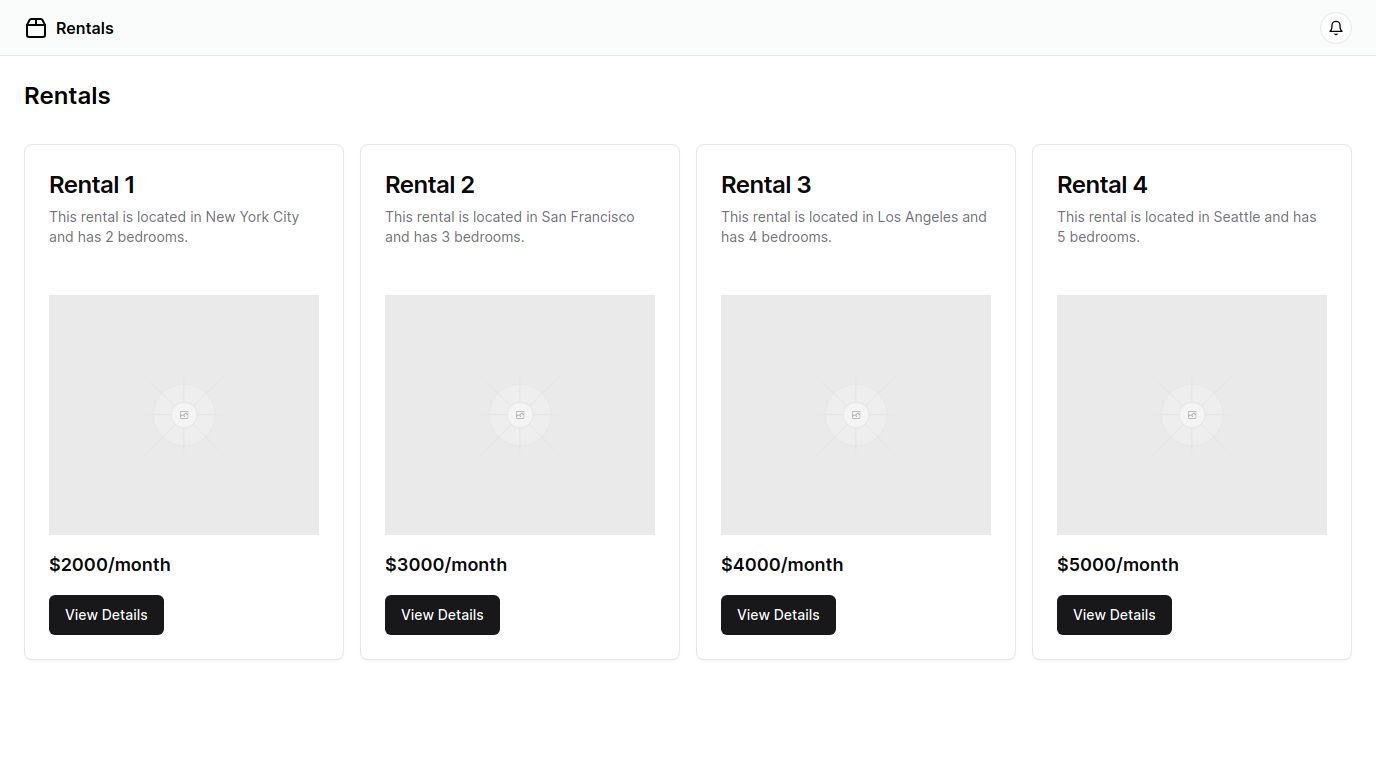 Rentals
Rentals
Rental 1
This rental is located in New York City
and has 2 bedrooms.
$2000/month
View Details
Rental 2
This rental is located in San Francisco
and has 3 bedrooms.
$3000/month
View Details
Rental 3
This rental is located in Los Angeles and
has 4 bedrooms.
$4000/month
View Details
Rental 4
This rental is located in Seattle and has
5 bedrooms.
$5000/month
View Details